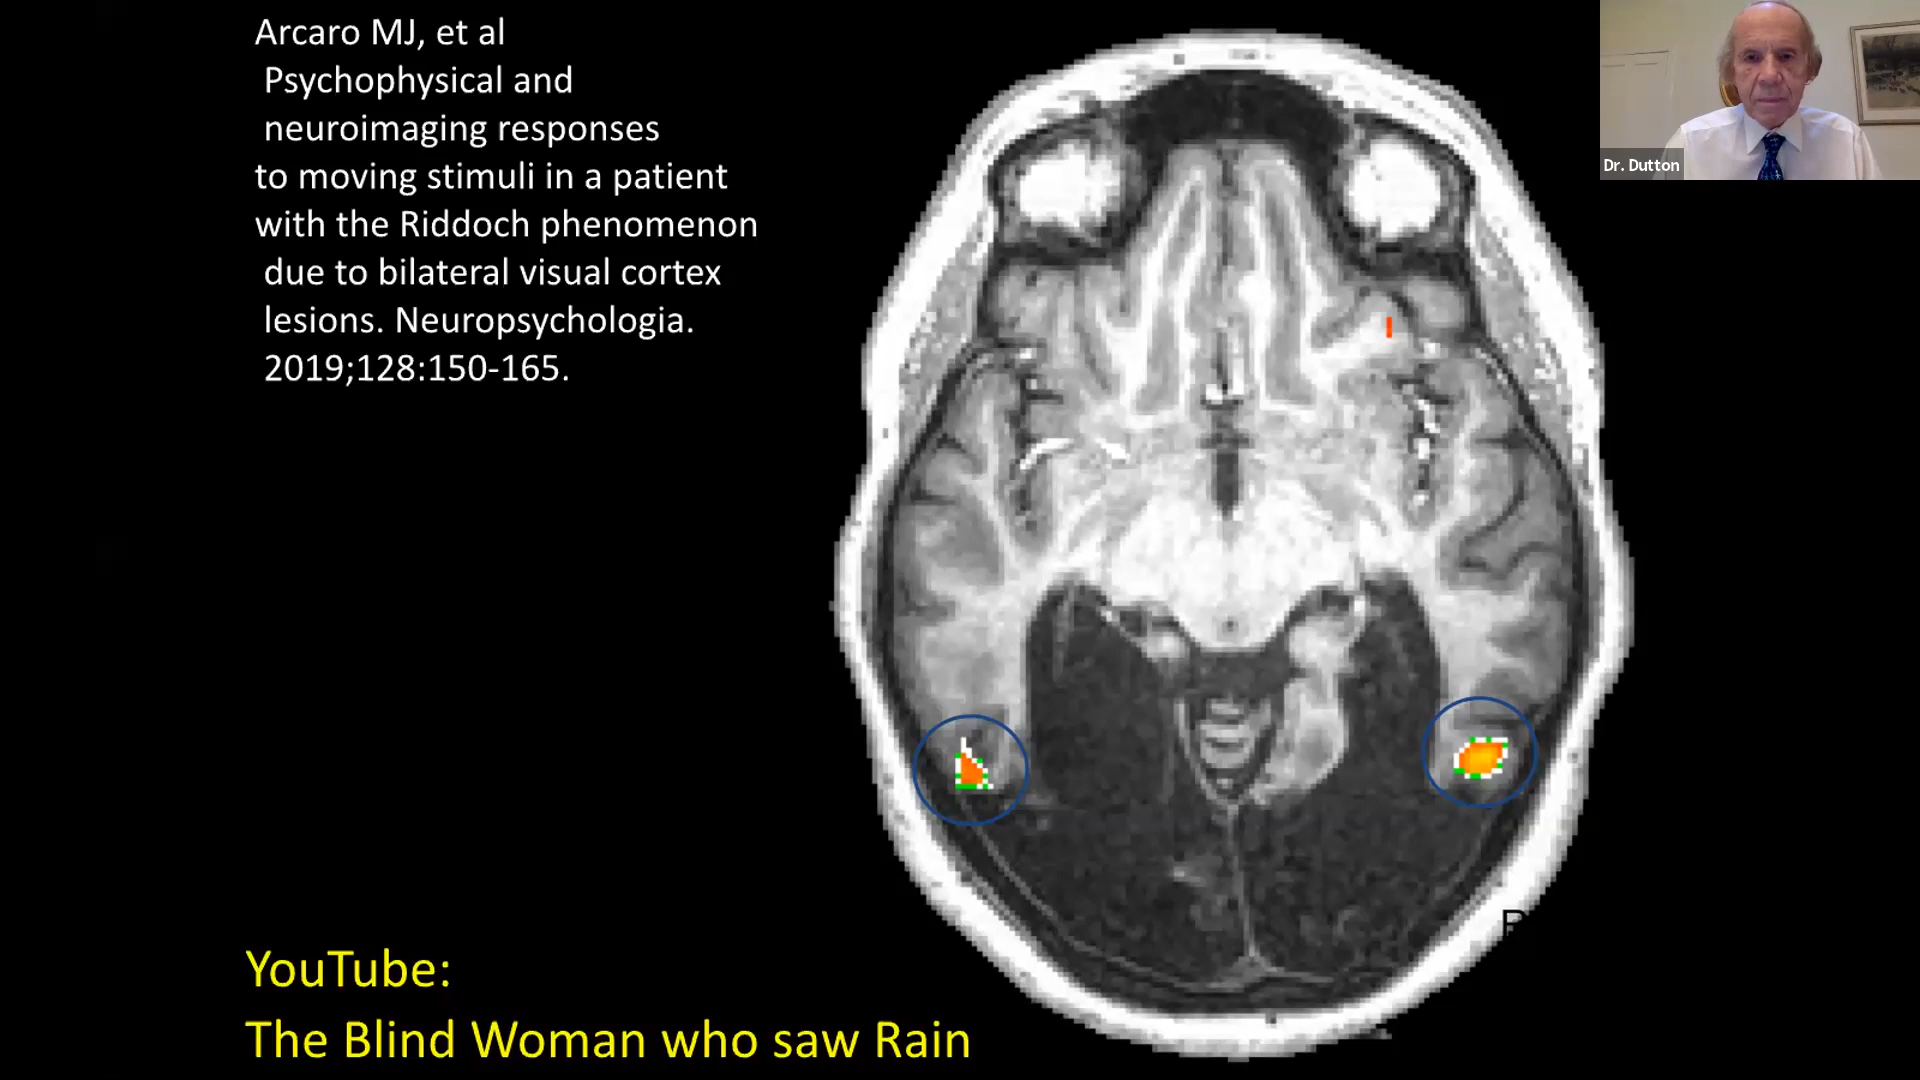 Arcaro MJ, et al
Psychophysical and
neuroimaging responses
to moving stimuli in a patient
with the Riddoch phenomenon
due to bilateral visual cortex
lesions. Neuropsychologia.
2019;128:150-165.
Dr. Dutton
YouTube:
The Blind Woman who saw Rain